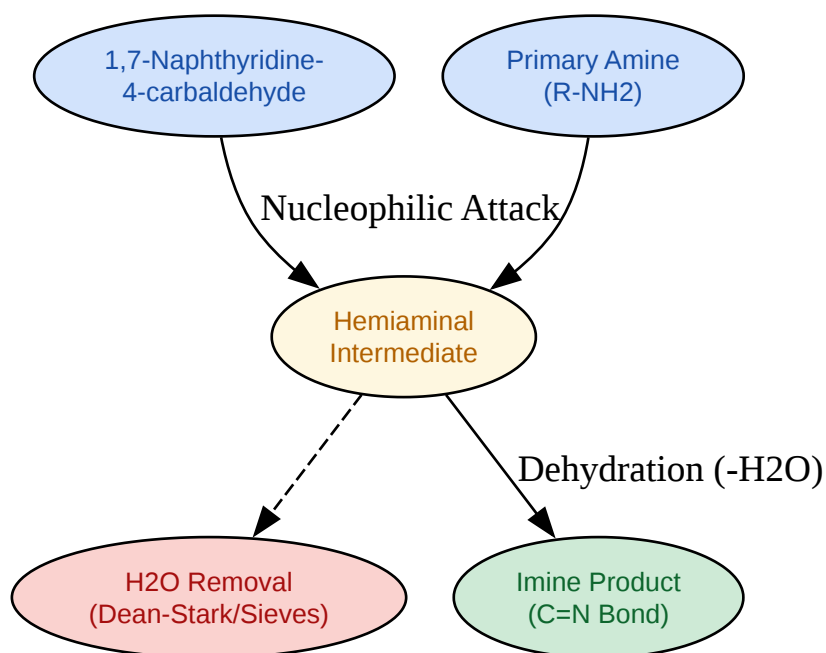 1,7-Naphthyridine-
4-carbaldehyde
Primary Amine
(R-NH2)
Nucleophilic Attack
Hemiaminal
Intermediate
Dehydration (-H2O)
H2O Removal
(Dean-Stark/Sieves)
Imine Product
(C=N Bond)